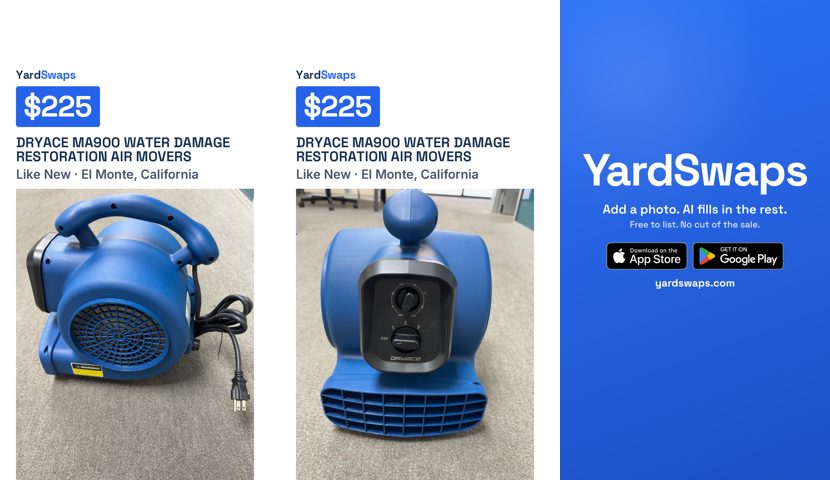 YardSwaps
$225
DRYACE MA900 WATER DAMAGE
RESTORATION AIR MOVERS
Like New · El Monte, California
YardSwaps
$225
DRYACE MA900 WATER DAMAGE
RESTORATION AIR MOVERS
Like New · El Monte, California
OFF
DRYACE
YardSwaps
Add a photo. AI fills in the rest.
Free to list. No cut of the sale.
Download on the
App Store
GET IT ON
Google Play
yardswaps.com